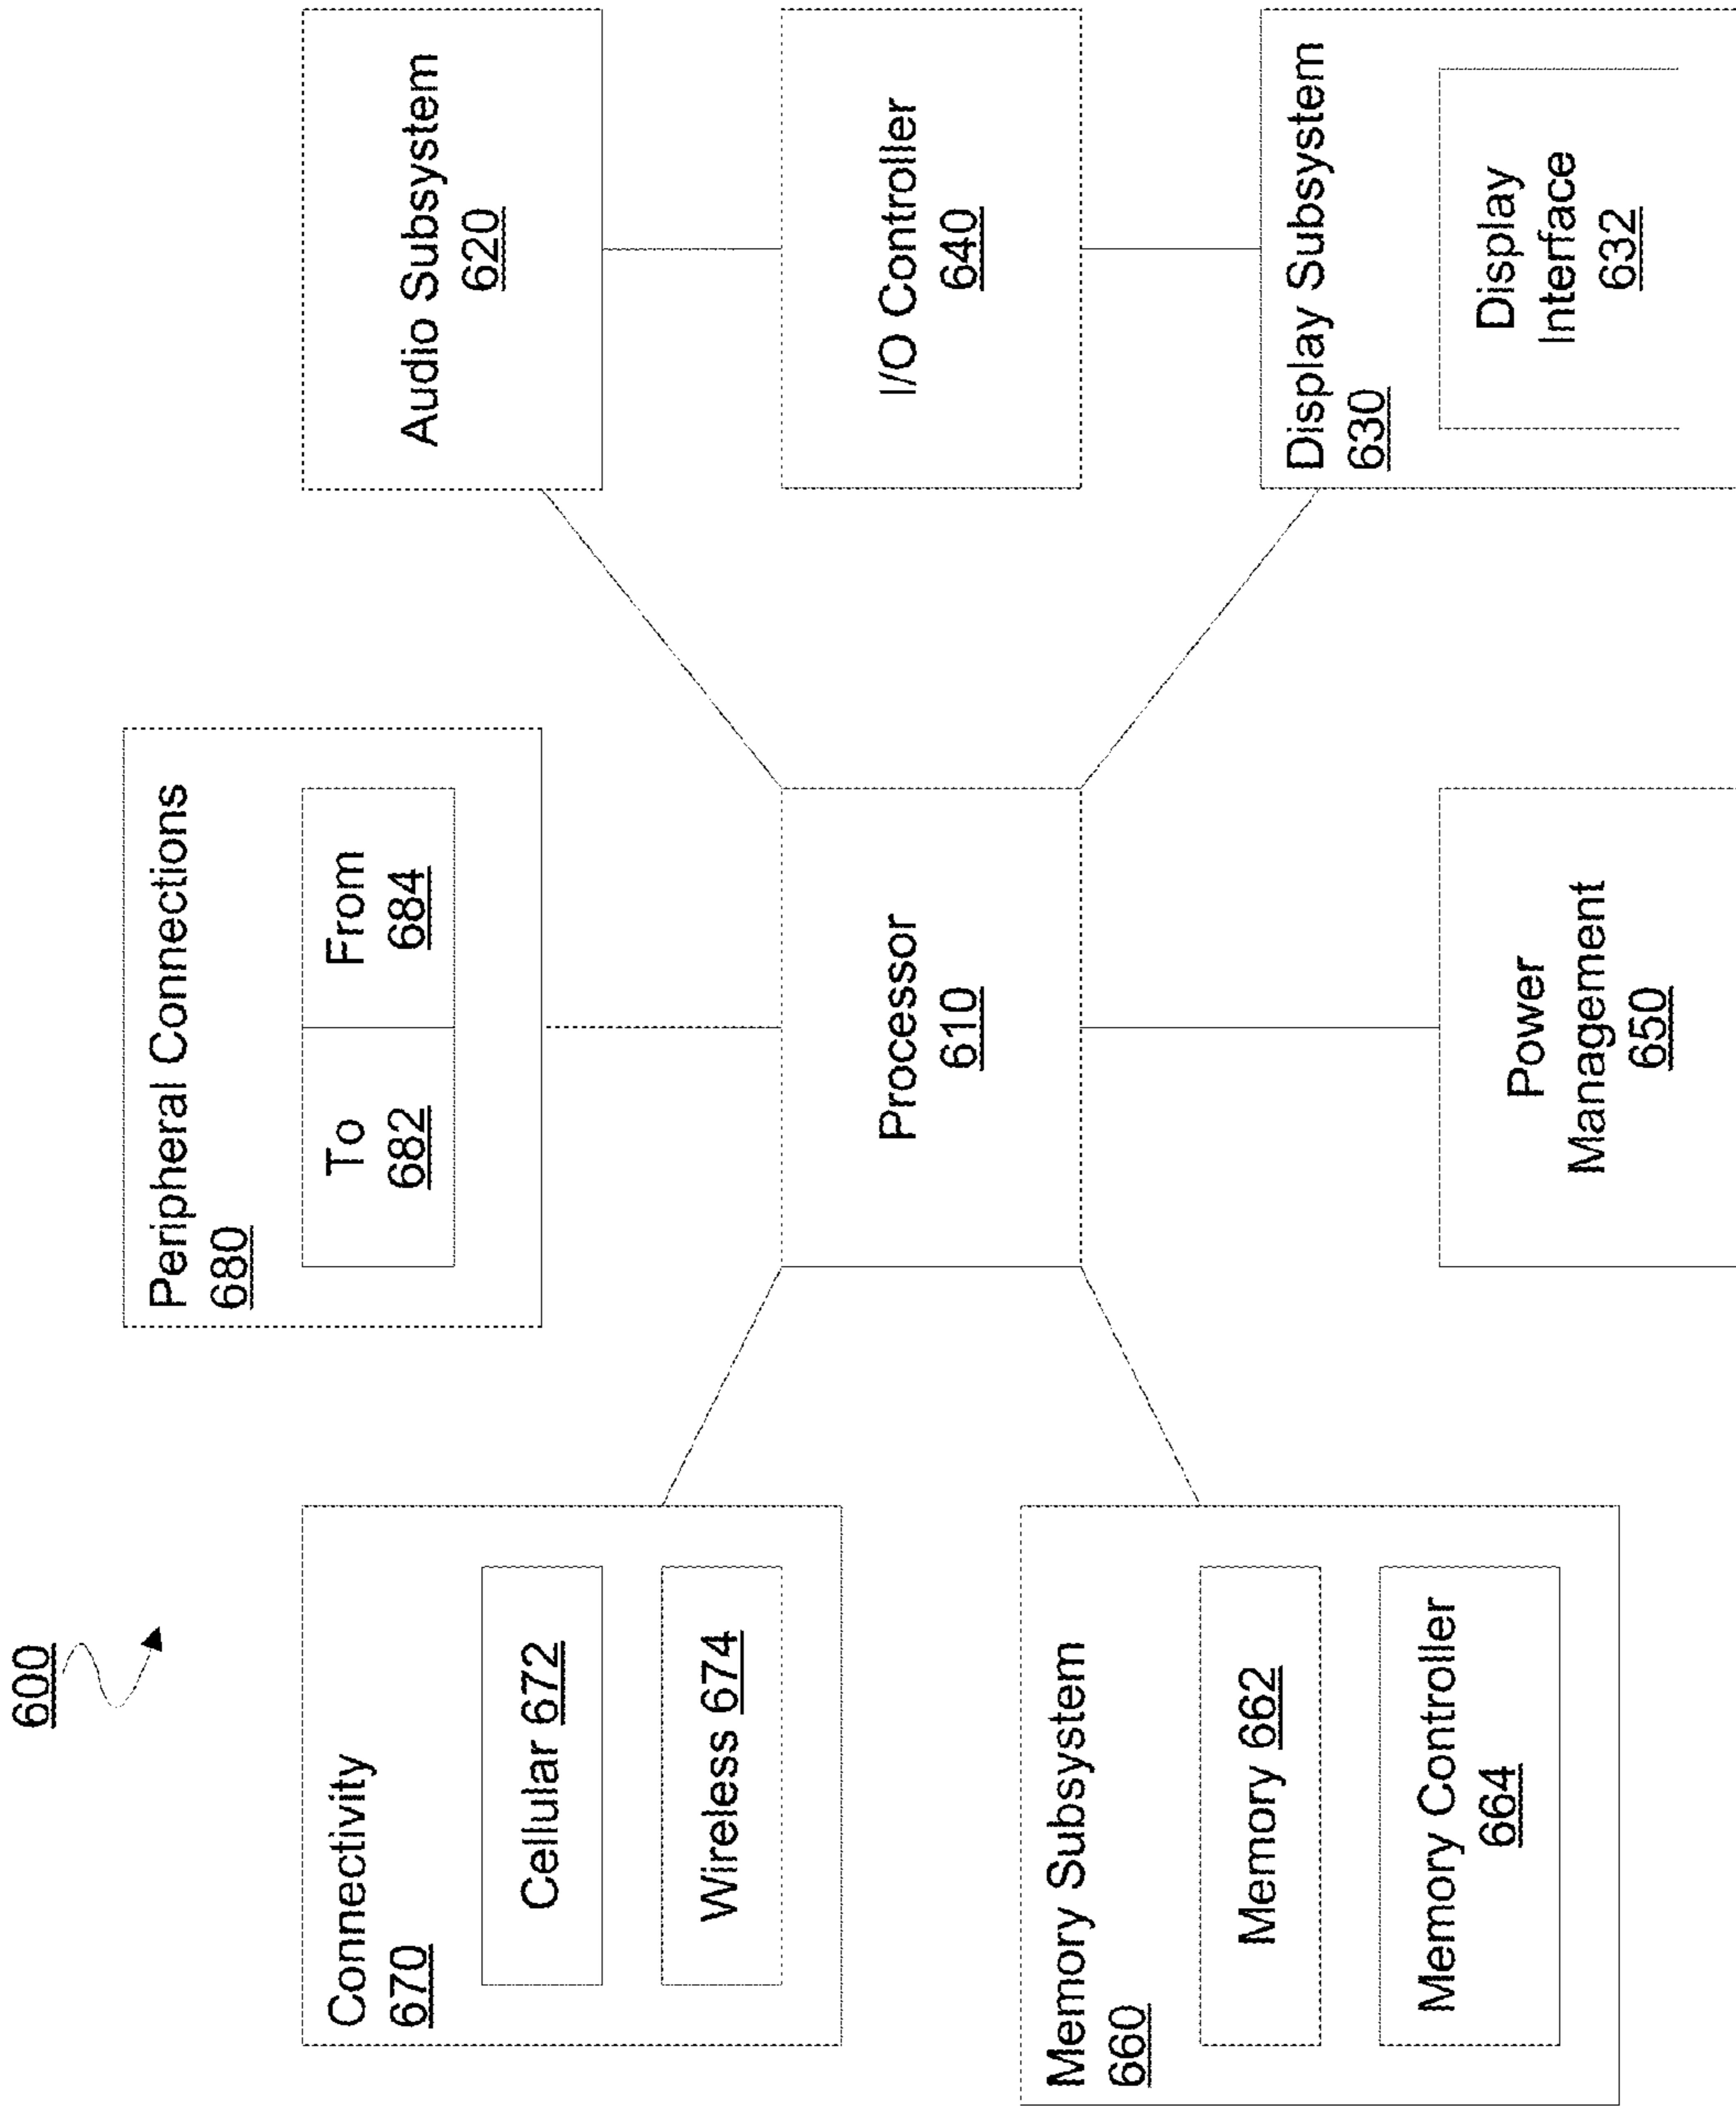 600
Connectivity
670
Cellular 672
Wireless 674
Memory Subsystem
660
Memory 662
Memory Controller
664
Peripheral Connections
680
To
682
From
684
Processor
610
Power
Management
650
Audio Subsystem
620
I/O Controller
640
Display Subsystem
630
Display
Interface
632